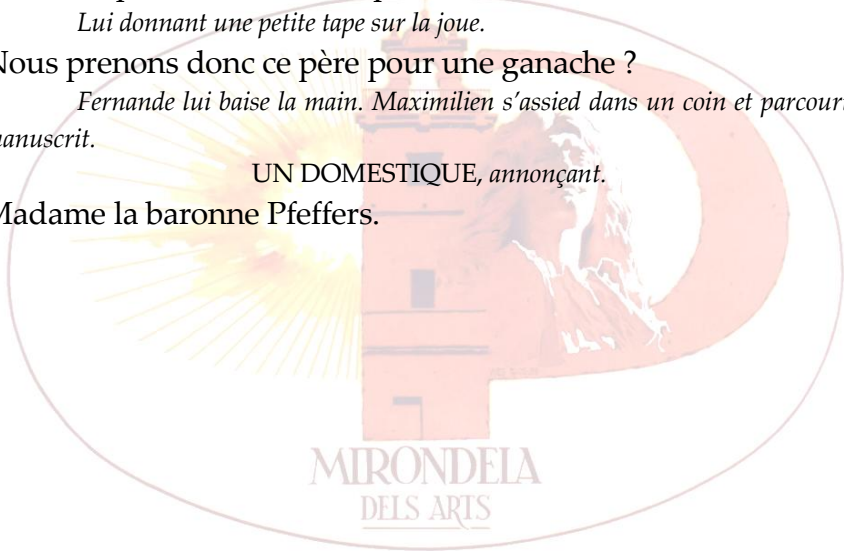 Lui donnant une petite tape sur la joue.
Nous prenons donc ce père pour une ganache ?
Fernande lui baise la main. Maximilien s’assied dans un coin et parcourt
manuscrit.
UN DOMESTIQUE, annonçant.
Madame la baronne Pfeffers.
MIRONDELA
DELS ARTS